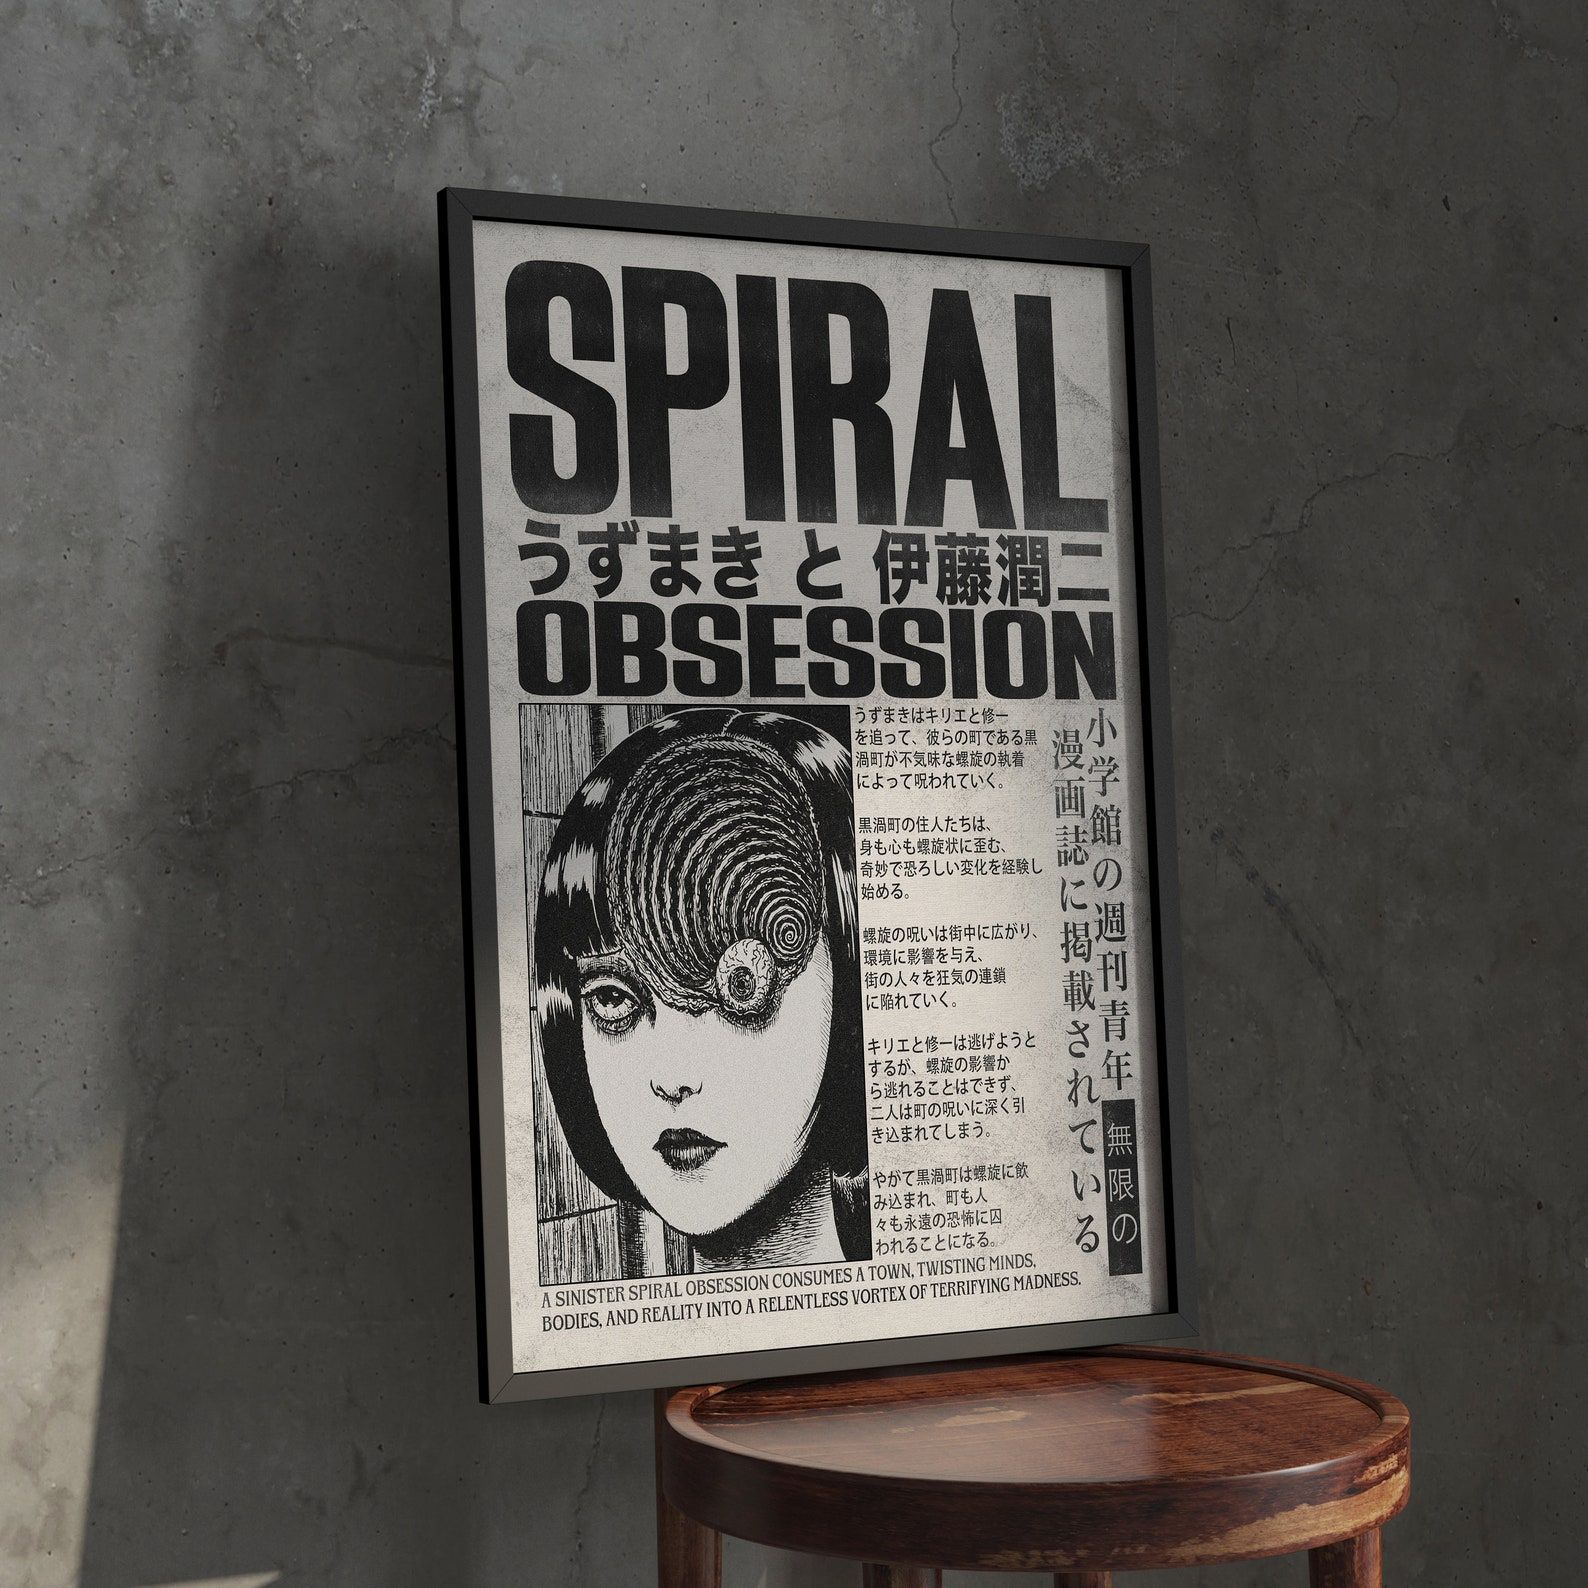 SPIRAL
うずまき と 伊藤潤二
OBSESSION
うずまきはキリエと修一
を追って、彼らの町である黒
渦町が不気味な螺旋の執着
によって呪われていく。
黒渦町の住人たちは、
身も心も螺旋状に歪む、
奇妙で恐ろしい変化を経験し
始める。
螺旋の呪いは街中に広がり、
環境に影響を与え、
街の人々を狂気の連鎖
に陥れていく。
キリエと修一は逃げようと
するが、螺旋の影響か
ら逃れることはできず、
二人は町の呪いに深く引
き込まれてしまう。
やがて黒渦町は螺旋に飲
み込まれ、町も人
々も永遠の恐怖に囚
われることになる。
小学館の週刊青年
漫画誌に掲載されている
無限の
A SINISTER SPIRAL OBSESSION CONSUMES A TOWN, TWISTING MINDS,
BODIES, AND REALITY INTO A RELENTLESS VORTEX OF TERRIFYING MADNESS.